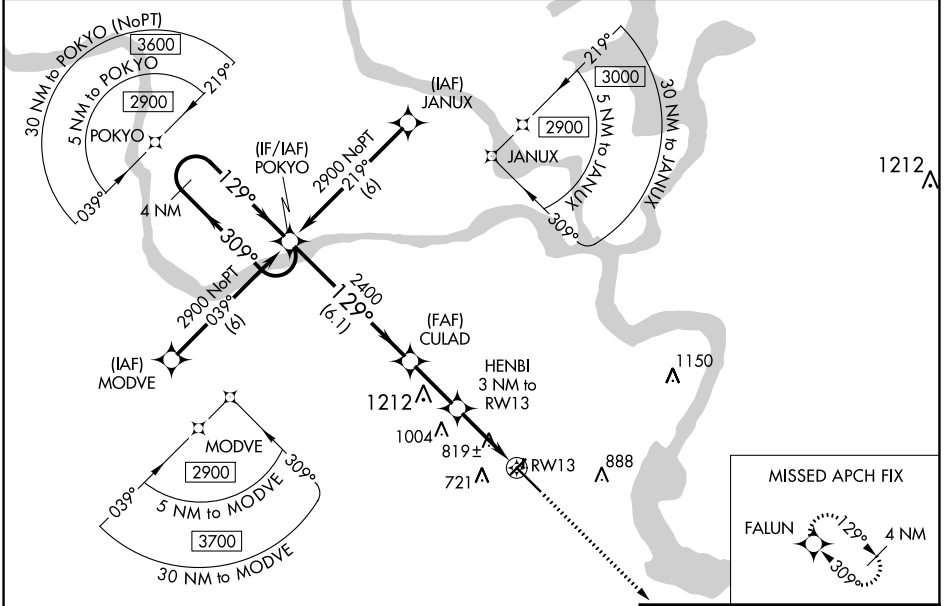 30 NM to POKYO (NoPT)
3600
5 NM to POKYO
2900
219°
POKYO
039°
(IAF)
JANUX
2900 NoPT
219°
(6)
(IF/IAF)
POKYO
129°
309°
4 NM
2900 NoPT
039°
(6)
(IAF)
MODVE
219°
3000
2900
5 NM to JANUX
30 NM to JANUX
JANUX
309°
1212
2400
129°
(6.1)
(FAF)
CULAD
HENBI
3 NM to
RW13
1212
1004
819±
721
RW13
888
1150
MODVE
2900
039°
309°
5 NM to MODVE
3700
30 NM to MODVE
MISSED APCH FIX
FALUN
129°
4 NM
309°